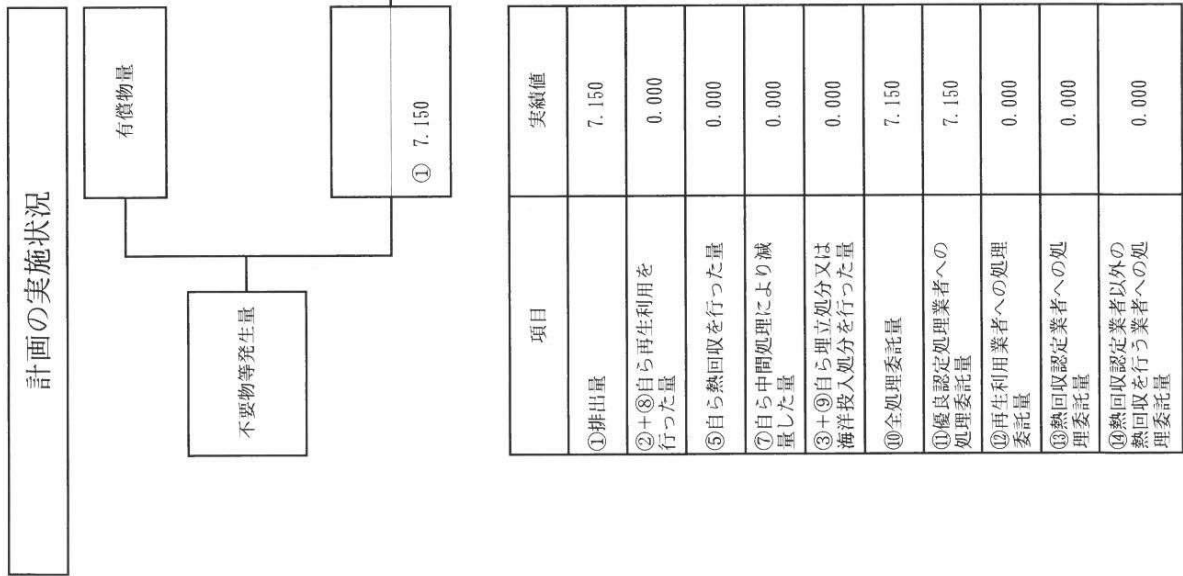 計画の実施状況
有償物量
不要物等発生量
① 7.150
項目
実績値
①排出量
7.150
②+⑧自ら再生利用を
行った量
0.000
⑤自ら熱回収を行った量
0.000
⑦自ら中間処理により減
量した量
0.000
③+⑨自ら埋立処分又は
海洋投入処分を行った量
0.000
⑩全処理委託量
7.150
⑪優良認定処理業者への
処理委託量
7.150
⑫再生利用業者への処理
委託量
0.000
⑬熱回収認定業者への処
理委託量
0.000
⑭熱回収認定業者以外の
熱回収を行う業者への処
理委託量
0.000